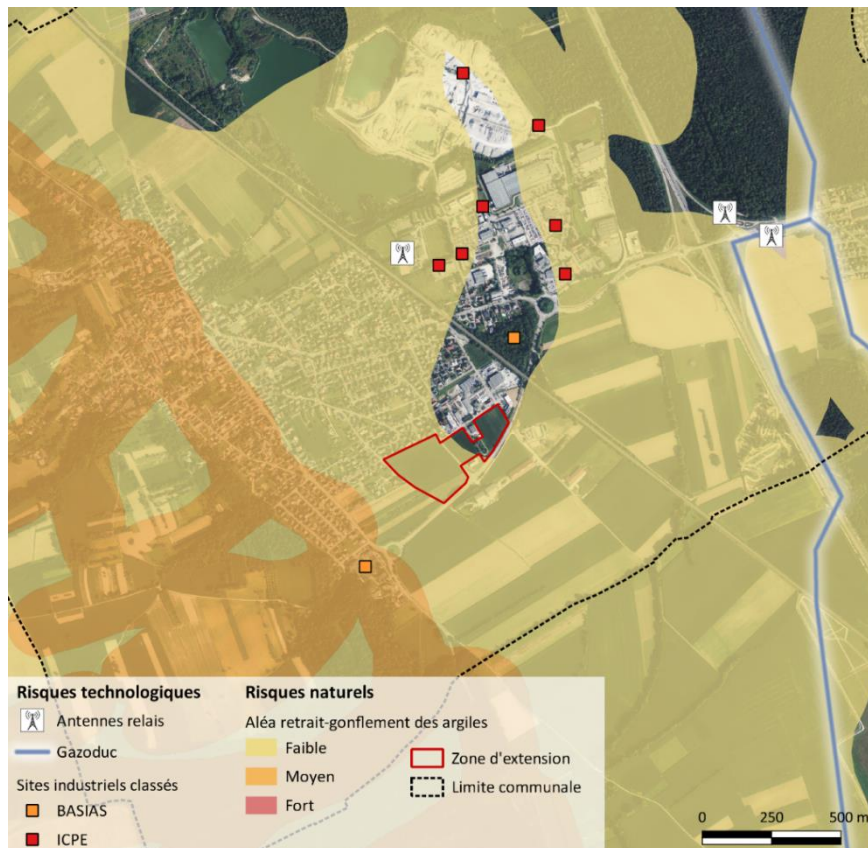 Risques technologiques
Antennes relais
Gazoduc
Sites industriels classés
BASIAS
ICPE
Risques naturels
Aléa retrait-gonflement des argiles
Faible
Moyen
Fort
Zone d'extension
Limite communale
0 250 500 m